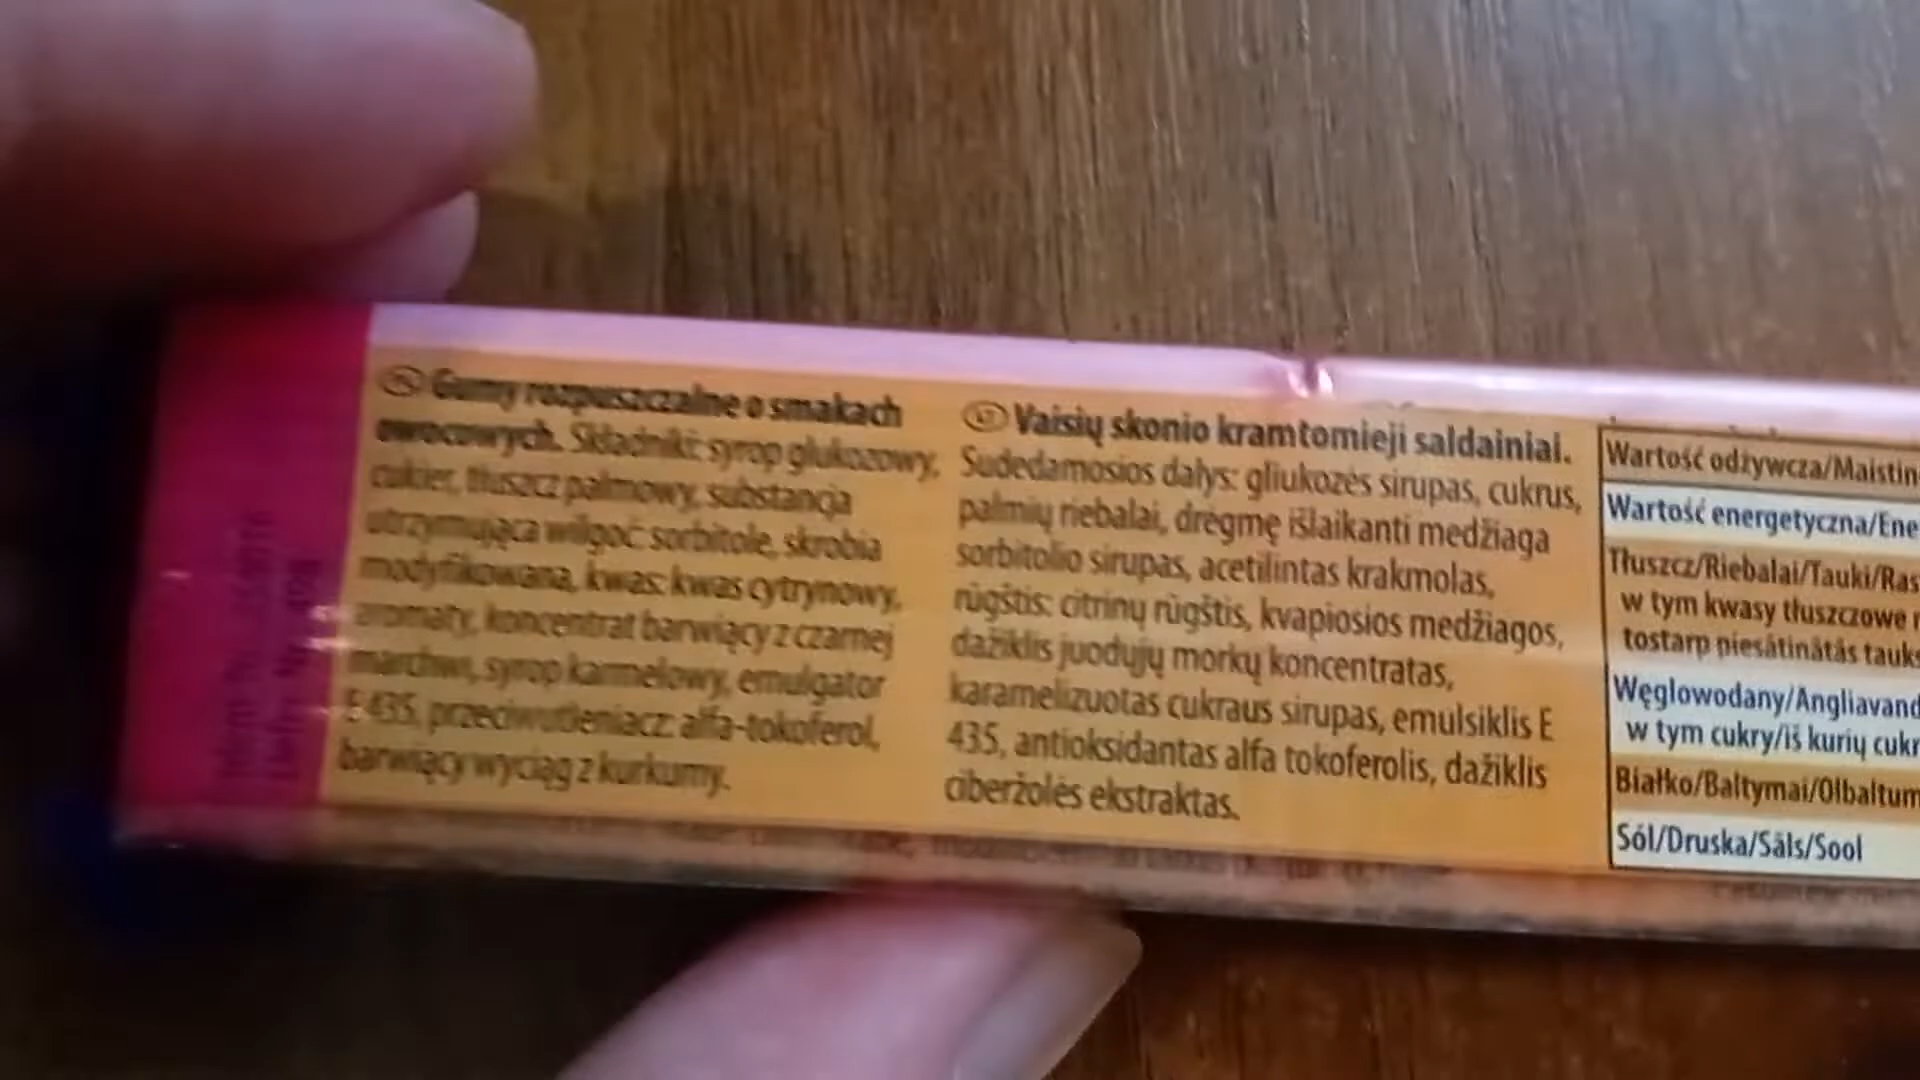 PL Gumy rozpuszczalne o smakach
owocowych. Składniki: syrop glukozowy,
cukier, tłuszcz palmowy, substancja
utrzymująca wilgoć: sorbitole, skrobia
modyfikowana, kwas: kwas cytrynowy,
aromaty, koncentrat barwiący z czarnej
marchwi, syrop karmelowy, emulgator
E 435, przeciwutleniacz: alfa-tokoferol,
barwiący wyciąg z kurkumy.
LT Vaisių skonio kramtomieji saldainiai.
Sudedamosios dalys: gliukozės sirupas, cukrus,
palmių riebalai, drėgmę išlaikanti medžiaga
sorbitolio sirupas, acetilintas krakmolas,
rūgštis: citrinų rūgštis, kvapiosios medžiagos,
dažiklis juodųjų morkų koncentratas,
karamelizuotas cukraus sirupas, emulsiklis E
435, antioksidantas alfa tokoferolis, dažiklis
ciberžolės ekstraktas.
Wartość odżywcza/Maistin
Wartość energetyczna/Ene
Tłuszcz/Riebalai/Tauki/Ras
w tym kwasy tłuszczowe
tostarp piesātinātās tauks
Węglowodany/Angliavand
w tym cukry/iš kurių cukr
Białko/Baltymai/Olbaltum
Sól/Druska/Sāls/Sool